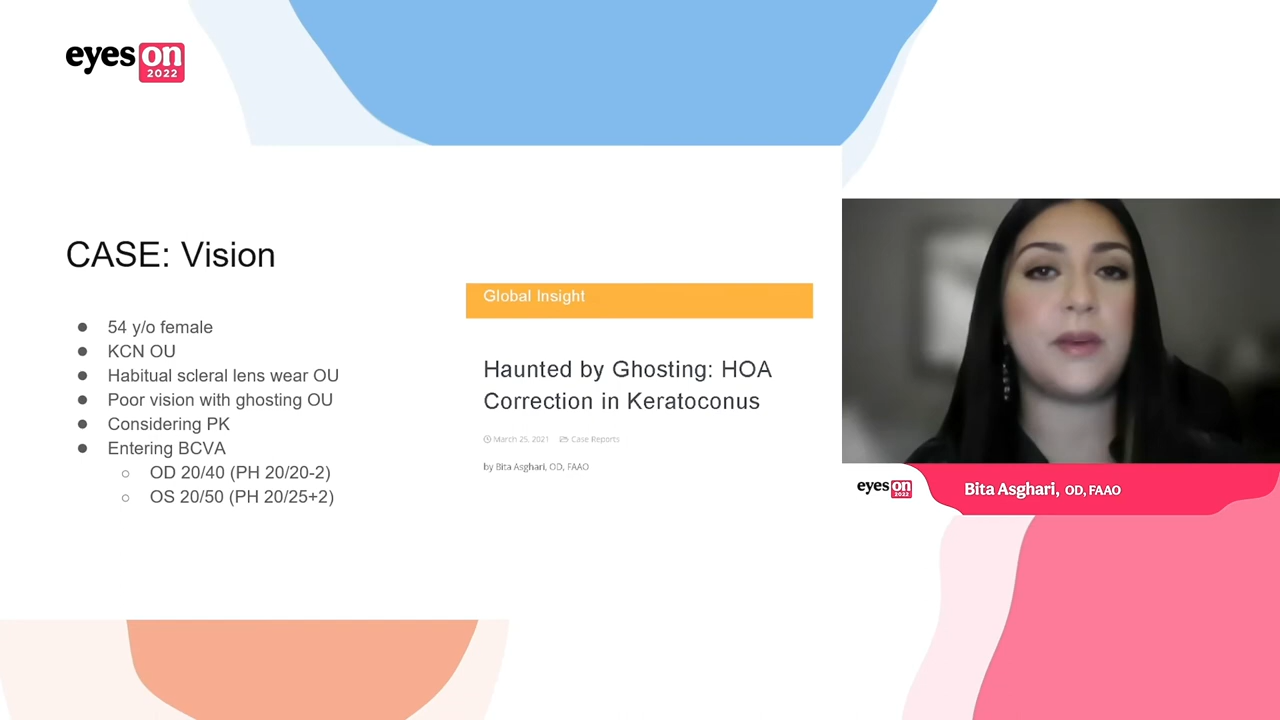 eyes on
2022
CASE: Vision
● 54 y/o female
● KCN OU
● Habitual scleral lens wear OU
● Poor vision with ghosting OU
● Considering PK
● Entering BCVA
○ OD 20/40 (PH 20/20-2)
○ OS 20/50 (PH 20/25+2)
Global Insight
Haunted by Ghosting: HOA
Correction in Keratoconus
March 25, 2021 Case Reports
by Bita Asghari, OD, FAAO
eyes on
2022
Bita Asghari, OD, FAAO